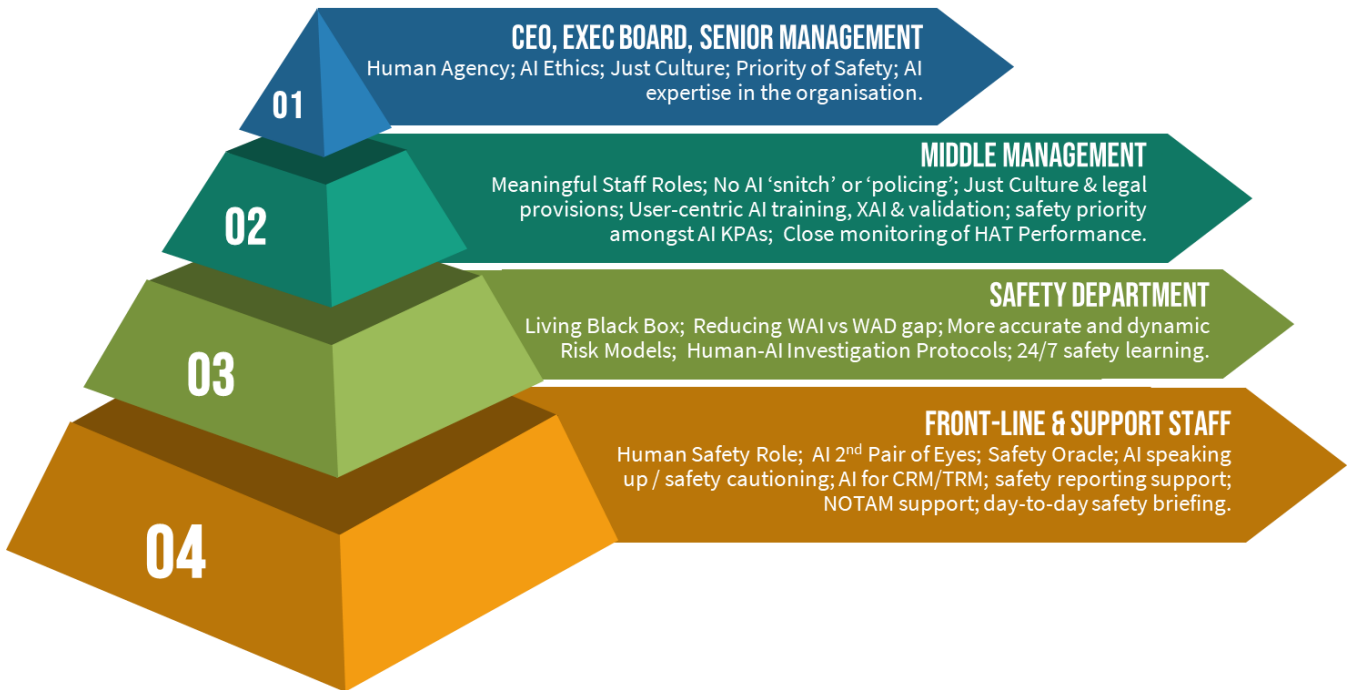 01
CEO, EXEC BOARD, SENIOR MANAGEMENT
Human Agency; AI Ethics; Just Culture; Priority of Safety; AI
expertise in the organisation.
02
MIDDLE MANAGEMENT
Meaningful Staff Roles; No AI ‘snitch’ or ‘policing’; Just Culture & legal
provisions; User-centric AI training, XAI & validation; safety priority
amongst AI KPAs; Close monitoring of HAT Performance.
03
SAFETY DEPARTMENT
Living Black Box; Reducing WAI vs WAD gap; More accurate and dynamic
Risk Models; Human-AI Investigation Protocols; 24/7 safety learning.
04
FRONT-LINE & SUPPORT STAFF
Human Safety Role; AI 2nd Pair of Eyes; Safety Oracle; AI speaking
up / safety cautioning; AI for CRM/TRM; safety reporting support;
NOTAM support; day-to-day safety briefing.